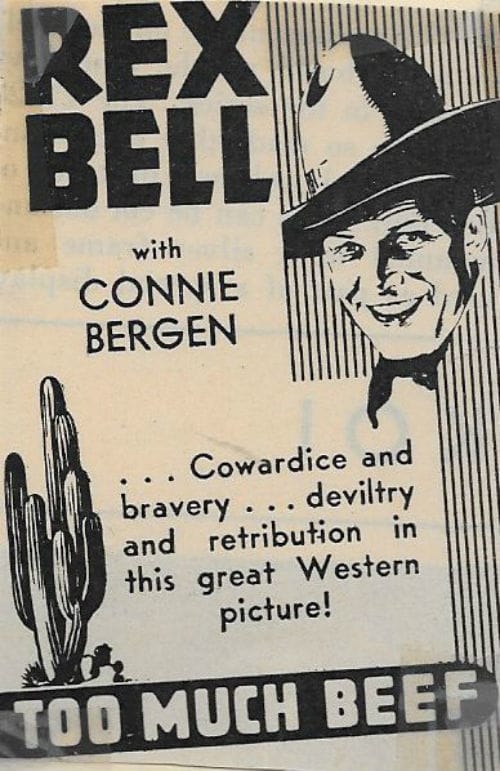 REX
BELL
with
CONNIE
BERGEN
. . . Cowardice and
bravery . . . deviltry
and retribution in
this great Western
picture!
TOO MUCH BEEF